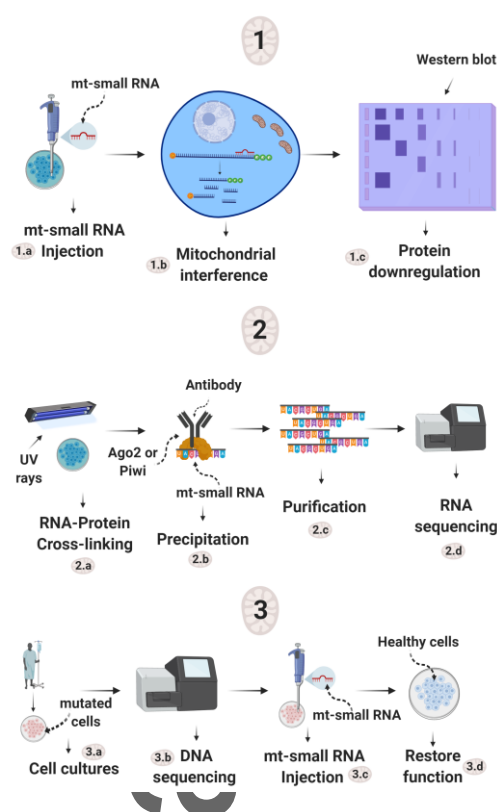 1
Western blot
mt-small RNA
mt-small RNA
Injection
1.a
Mitochondrial
interference
1.b
Protein
downregulation
1.c
2
Antibody
UV
rays
Ago2 or
Piwi
mt-small RNA
RNA-Protein
Cross-linking
2.a
Precipitation
2.b
Purification
2.c
RNA
sequencing
2.d
3
Healthy cells
mutated
cells
mt-small RNA
3.a
Cell cultures
3.b DNA
sequencing
mt-small RNA
Injection 3.c
Restore
function 3.d